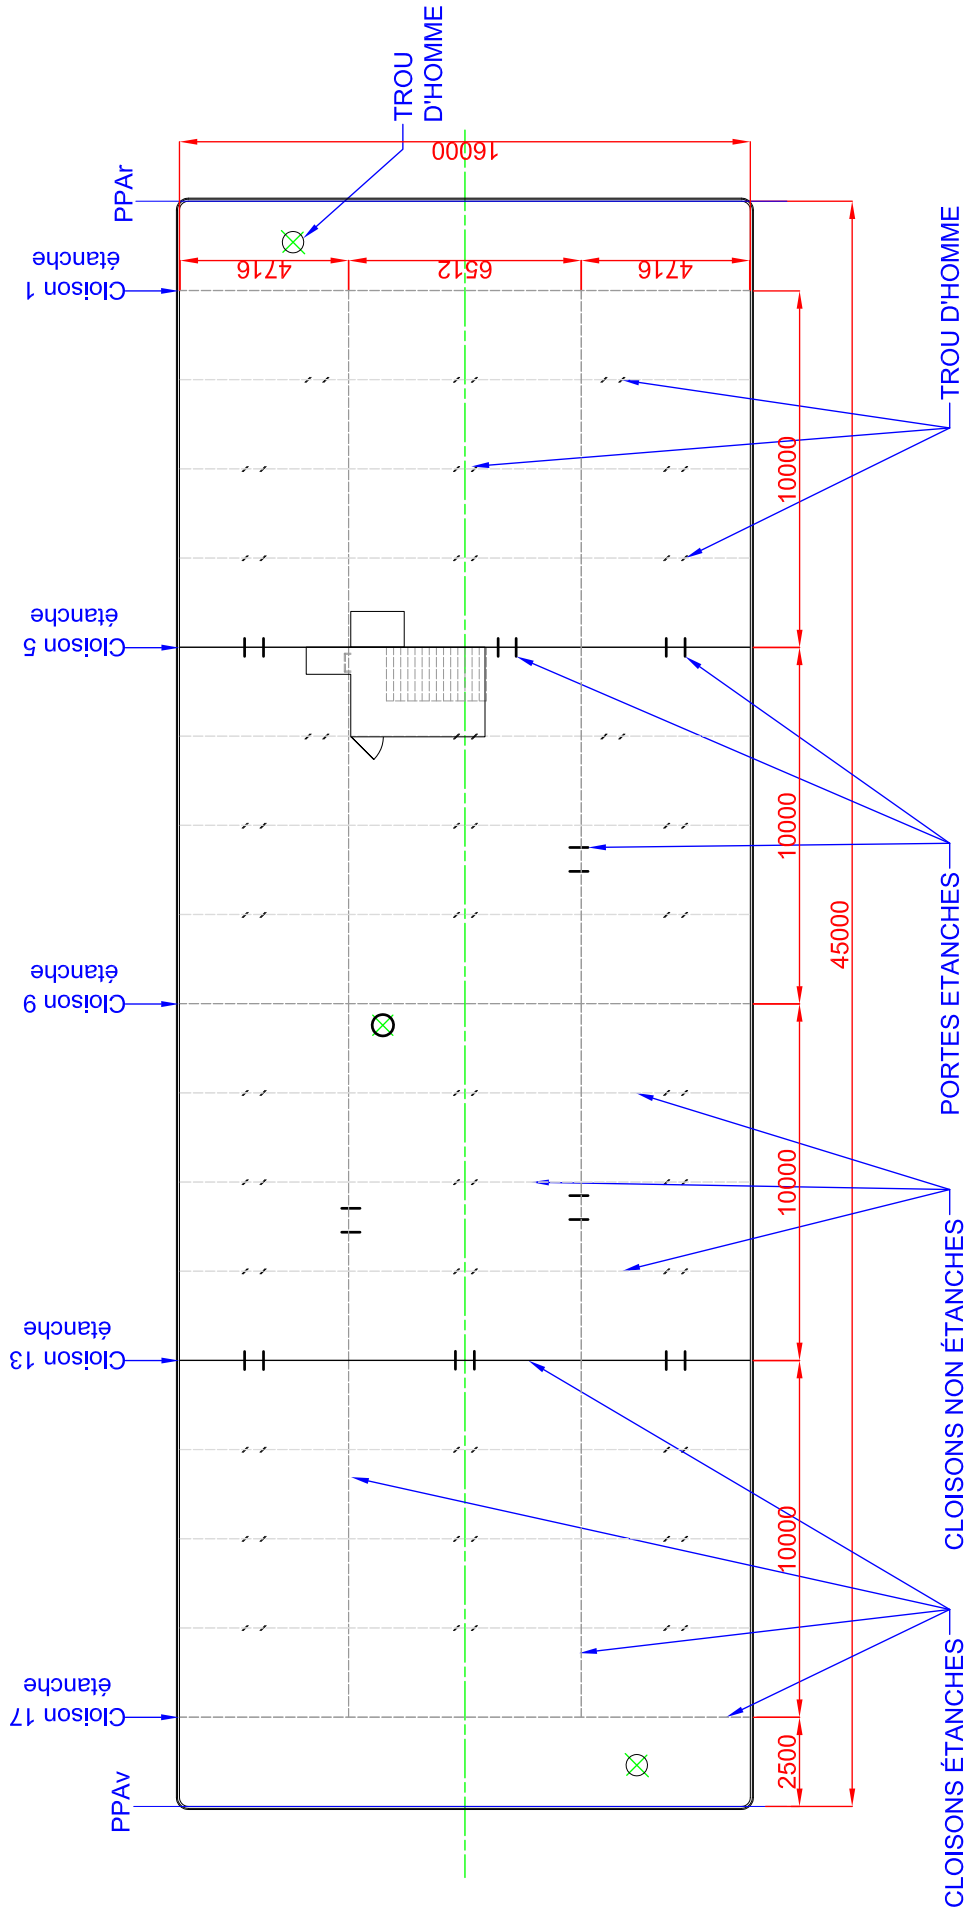 TROU
D'HOMME
PPAr
16000
Cloison 1
étanche
4716
6512
4716
TROU D'HOMME
10000
Cloison 5
étanche
10000
45000
PORTES ETANCHES
Cloison 9
étanche
10000
CLOISONS NON ÉTANCHES
Cloison 13
étanche
10000
Cloison 17
étanche
2500
PPAv
CLOISONS ÉTANCHES